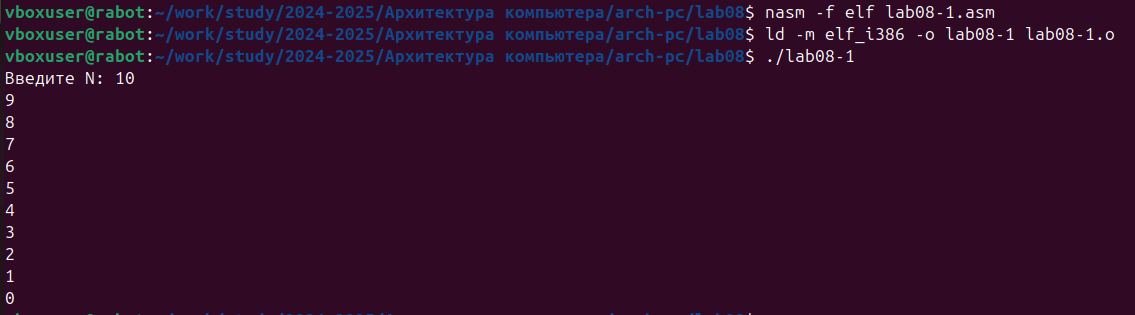 vboxuser@rabot:~/work/study/2024-2025/Архитектура компьютера/arch-pc/lab08$ nasm -f elf lab08-1.asm
vboxuser@rabot:~/work/study/2024-2025/Архитектура компьютера/arch-pc/lab08$ ld -m elf_i386 -o lab08-1 lab08-1.o
vboxuser@rabot:~/work/study/2024-2025/Архитектура компьютера/arch-pc/lab08$ ./lab08-1
Введите N: 10
9
8
7
6
5
4
3
2
1
0